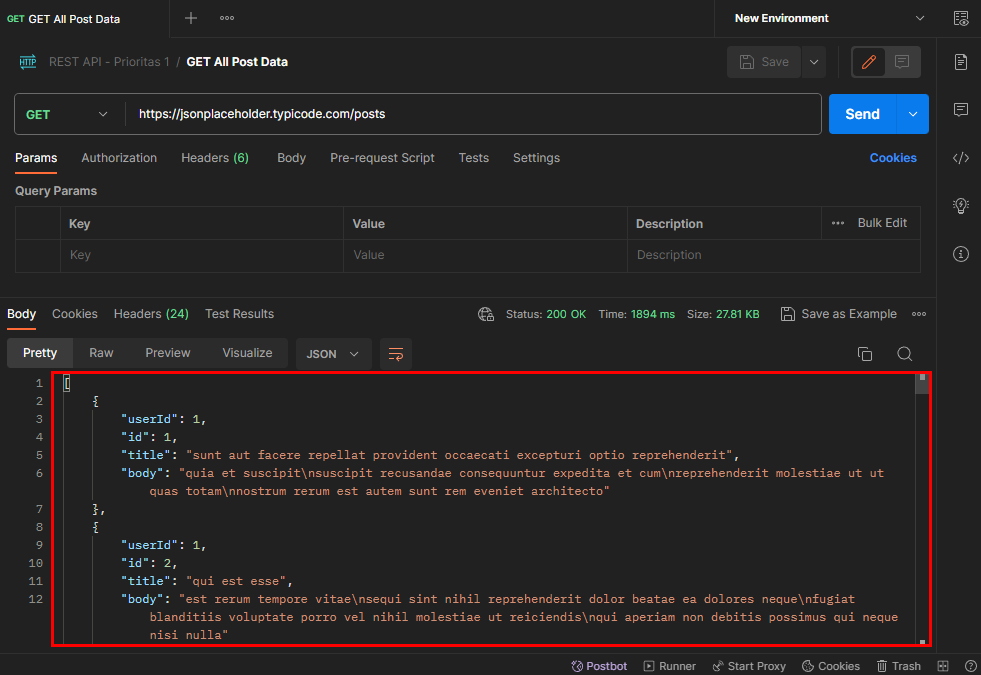 GET GET All Post Data
New Environment
HTTP REST API - Prioritas 1 / GET All Post Data
Save
GET https://jsonplaceholder.typicode.com/posts
Send
Params Authorization Headers (6) Body Pre-request Script Tests Settings Cookies
Query Params
Key Value Description Bulk Edit
Key Value Description
Body Cookies Headers (24) Test Results Status: 200 OK Time: 1894 ms Size: 27.81 KB Save as Example
Pretty Raw Preview Visualize JSON
1 [
2 {
3 "userId": 1,
4 "id": 1,
5 "title": "sunt aut facere repellat provident occaecati excepturi optio reprehenderit",
6 "body": "quia et suscipit\nsuscipit recusandae consequuntur expedita et cum\nreprehenderit molestiae ut ut
quas totam\nnostrum rerum est autem sunt rem eveniet architecto"
7 },
8 {
9 "userId": 1,
10 "id": 2,
11 "title": "qui est esse",
12 "body": "est rerum tempore vitae\nsequi sint nihil reprehenderit dolor beatae ea dolores neque\nfugiat
blanditiis voluptate porro vel nihil molestiae ut reiciendis\nqui aperiam non debitis possimus qui neque
nisi nulla"
Postbot Runner Start Proxy Cookies Trash